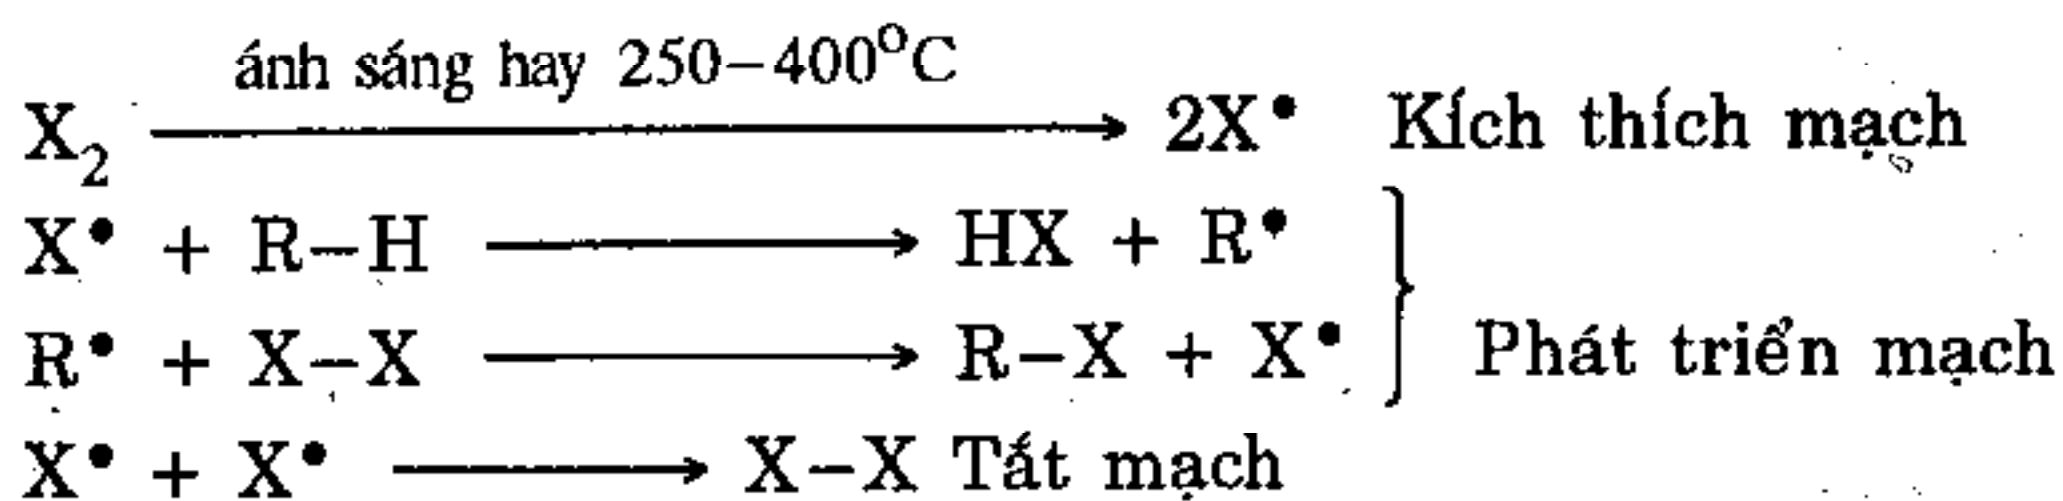 ánh sáng hay 250–400°C
X₂ ⟶ 2X• Kích thích mạch
X• + R–H ⟶ HX + R•
R• + X–X ⟶ R–X + X•
Phát triển mạch
X• + X• ⟶ X–X Tắt mạch